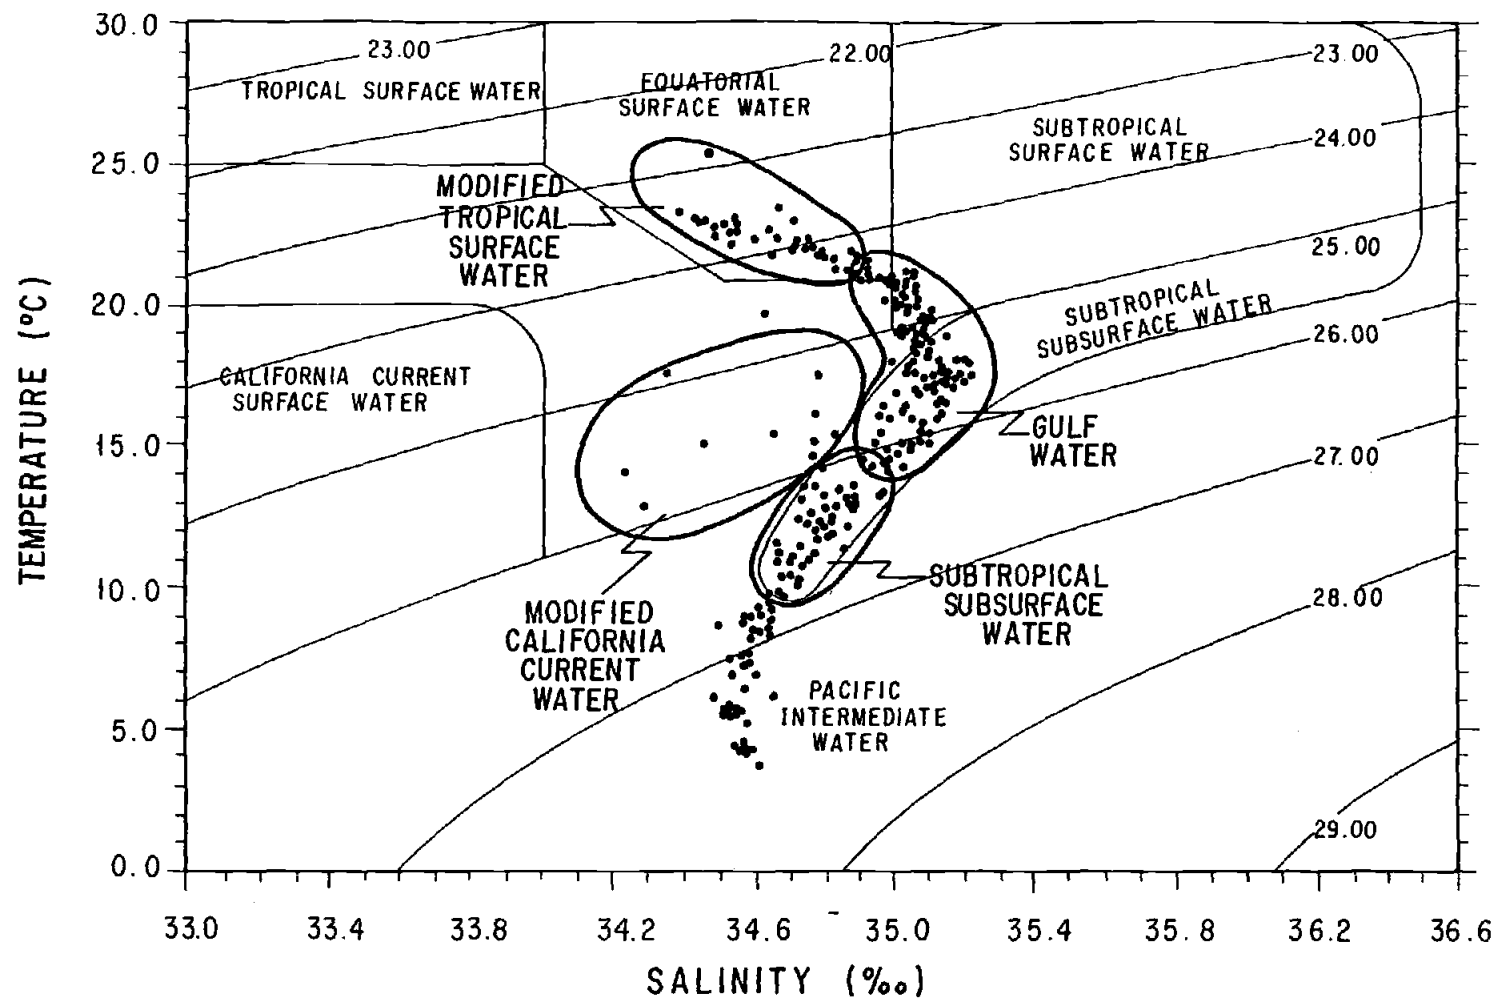 30.0
25.0
20.0
15.0
10.0
5.0
0.0
TEMPERATURE (°C)
23.00
22.00
23.00
24.00
25.00
26.00
27.00
28.00
29.00
TROPICAL SURFACE WATER
EQUATORIAL
SURFACE WATER
SUBTROPICAL
SURFACE WATER
MODIFIED
TROPICAL
SURFACE
WATER
SUBTROPICAL
SUBSURFACE WATER
CALIFORNIA CURRENT
SURFACE WATER
GULF
WATER
MODIFIED
CALIFORNIA
CURRENT
WATER
SUBTROPICAL
SUBSURFACE
WATER
PACIFIC
INTERMEDIATE
WATER
33.0 33.4 33.8 34.2 34.6 35.0 35.4 35.8 36.2 36.6
SALINITY (‰)